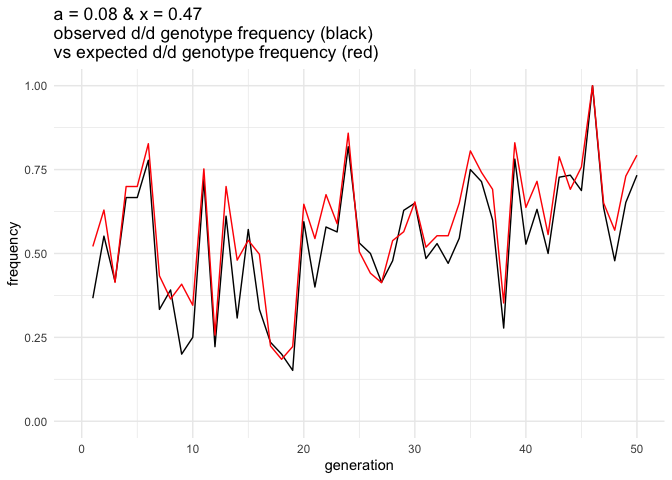 a = 0.08 & x = 0.47
observed d/d genotype frequency (black)
vs expected d/d genotype frequency (red)
1.00
0.75
0.50
0.25
0.00
frequency
0 10 20 30 40 50
generation